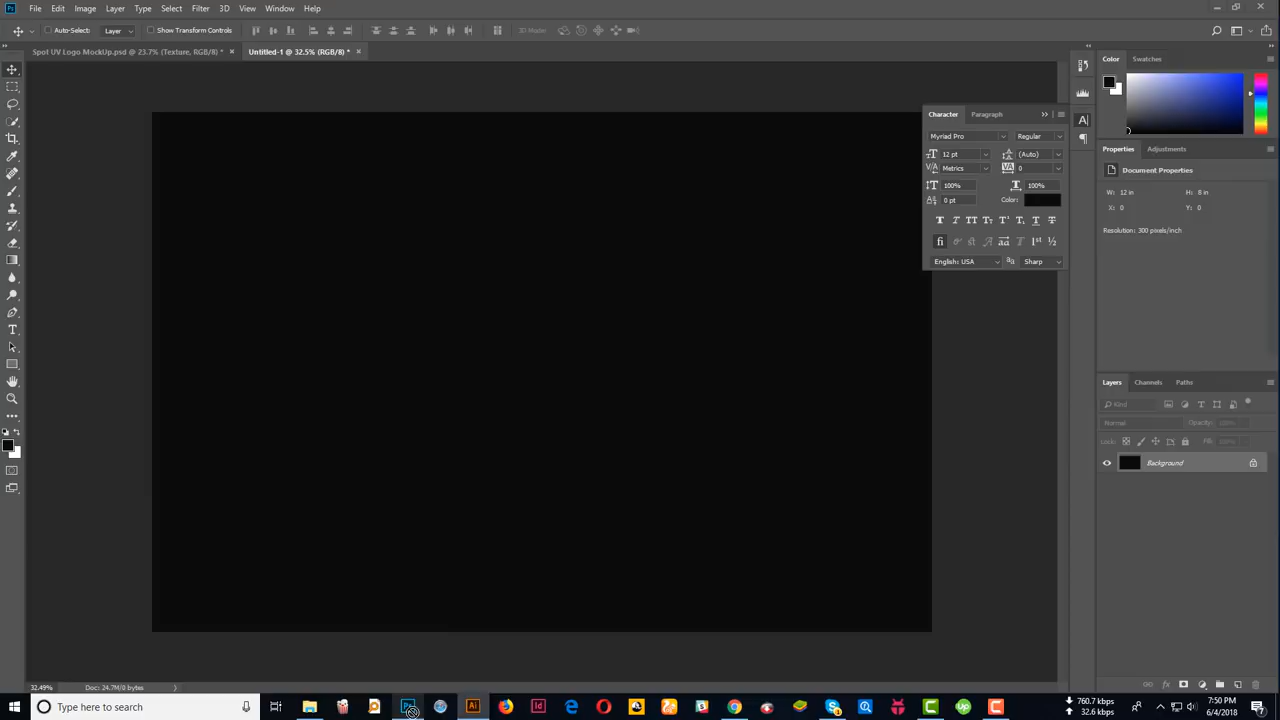 Ps File Edit Image Layer Type Select Filter 3D View Window Help
Auto-Select: Layer Show Transform Controls 3D Mode:
Spot UV Logo MockUp.psd @ 23.7% (Texture, RGB/8) * Untitled-1 @ 32.5% (RGB/8) *
Color Swatches
Character Paragraph
Myriad Pro Regular
12 pt (Auto)
Metrics 0
100% 100%
0 pt Color:
English: USA Sharp
Properties Adjustments
Document Properties
W: 12 in H: 8 in
X: 0 Y: 0
Resolution: 300 pixels/inch
Layers Channels Paths
Kind
Normal Opacity: 100%
Lock: Fill: 100%
Background
32.49% Doc: 24.7M/0 bytes
Type here to search
760.7 kbps
32.6 kbps
7:50 PM
6/4/2018